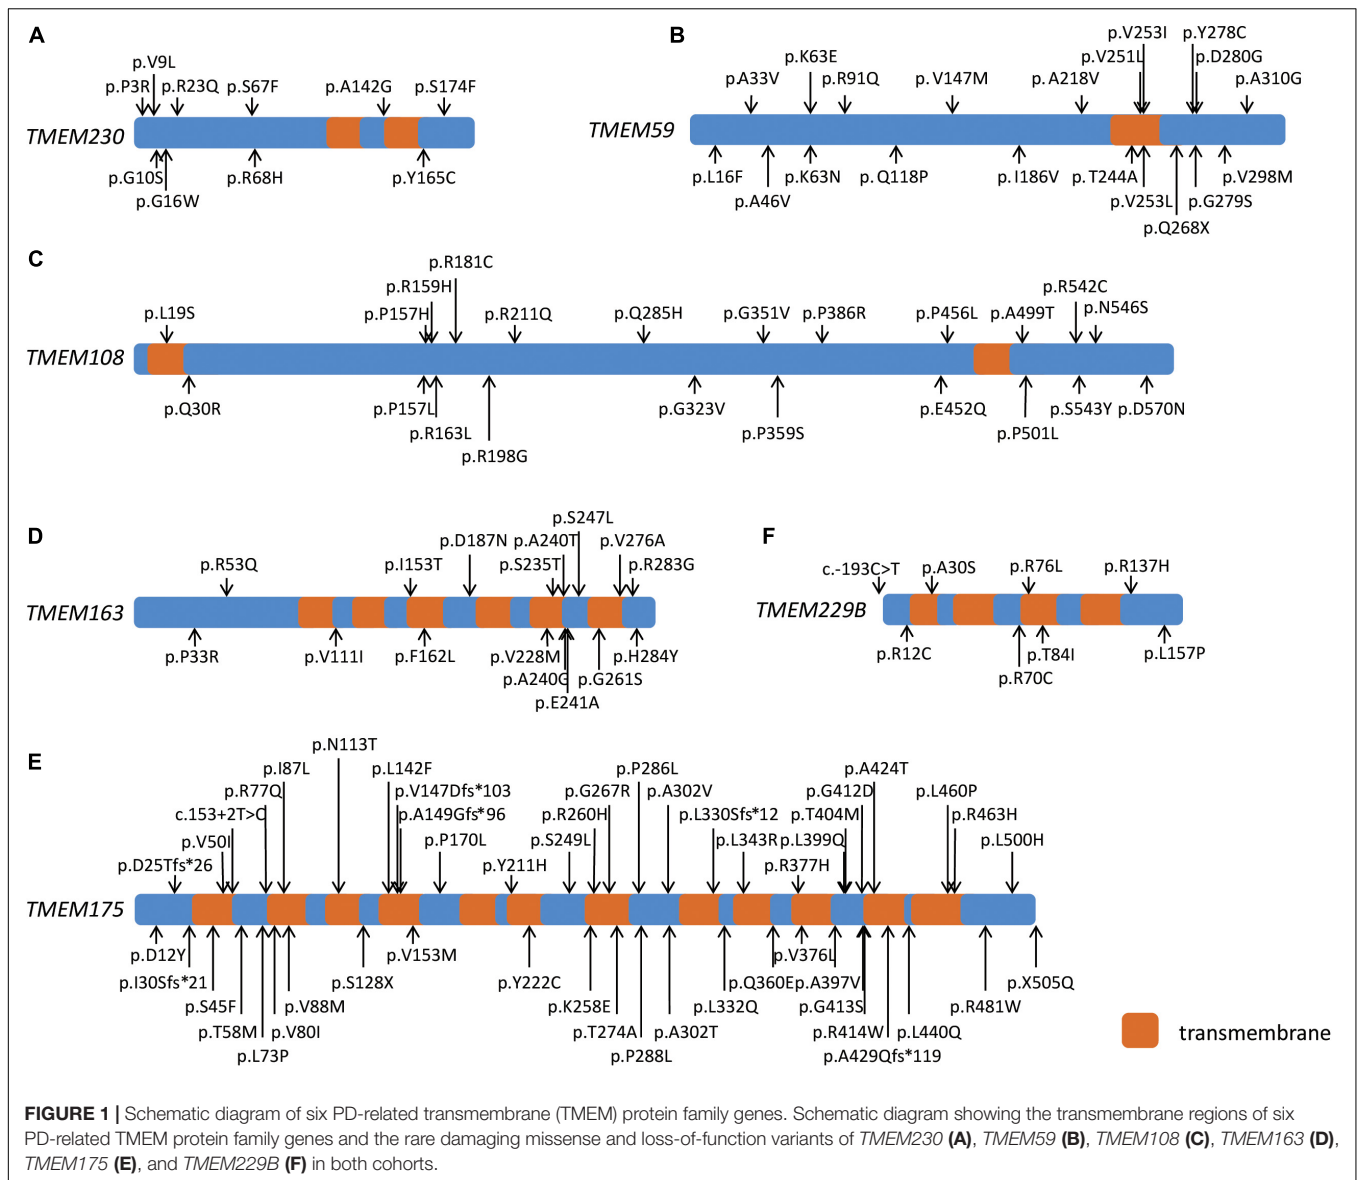 A
p.V9L
p.P3R p.R23Q p.S67F p.A142G p.S174F
TMEM230
p.G10S p.R68H p.Y165C
p.G16W
B
p.V253I p.Y278C
p.K63E p.V251L p.D280G
p.A33V p.R91Q p.V147M p.A218V p.A310G
TMEM59
p.L16F p.K63N p.Q118P p.I186V p.T244A p.V298M
p.A46V p.V253L p.G279S
p.Q268X
C
p.R181C
p.R159H p.R542C
p.L19S p.P157H p.R211Q p.Q285H p.G351V p.P386R p.P456L p.A499T p.N546S
TMEM108
p.Q30R p.P157L p.G323V p.E452Q p.S543Y p.D570N
p.R163L p.P359S p.P501L
p.R198G
D
p.S247L
p.D187N p.A240T p.V276A
p.R53Q p.I153T p.S235T p.R283G
TMEM163
p.P33R p.V111I p.F162L p.V228M p.H284Y
p.A240G p.G261S
p.E241A
F
c.-193C>T p.A30S p.R76L p.R137H
TMEM229B
p.R12C p.T84I p.L157P
p.R70C
E
p.N113T
p.I87L p.L142F p.P286L p.A424T
p.R77Q p.V147Dfs*103 p.G267R p.A302V p.G412D p.L460P
c.153+2T>C p.A149Gfs*96 p.R260H p.L330Sfs*12 p.T404M p.R463H
p.V50I p.P170L p.S249L p.L343R p.L399Q p.L500H
p.D25Tfs*26 p.Y211H p.R377H
TMEM175
p.D12Y p.V153M p.V376L
p.I30Sfs*21 p.S128X p.Y222C p.Q360E p.A397V p.X505Q
p.S45F p.V88M p.K258E p.L332Q p.G413S p.R481W
p.T58M p.V80I p.T274A p.A302T p.R414W p.L440Q
p.L73P p.P288L p.A429Qfs*119
transmembrane
FIGURE 1 | Schematic diagram of six PD-related transmembrane (TMEM) protein family genes. Schematic diagram showing the transmembrane regions of six
PD-related TMEM protein family genes and the rare damaging missense and loss-of-function variants of TMEM230 (A), TMEM59 (B), TMEM108 (C), TMEM163 (D),
TMEM175 (E), and TMEM229B (F) in both cohorts.